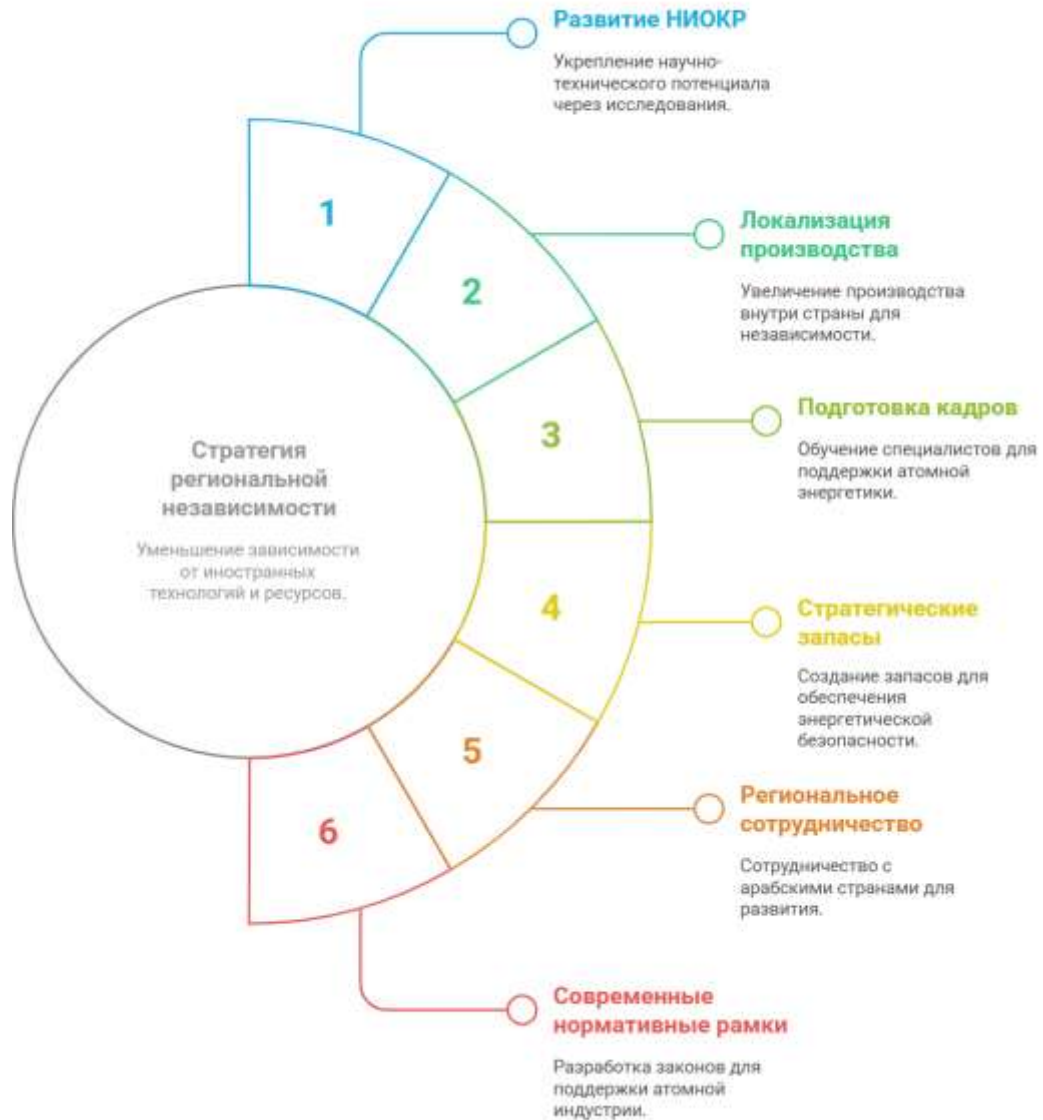 Развитие НИОКР
Укрепление научно-
технического потенциала
через исследования.
1
2
Локализация
производства
Увеличение производства
внутри страны для
независимости.
3
Подготовка кадров
Обучение специалистов для
поддержки атомной
энергетики.
Стратегия
региональной
независимости
Уменьшение зависимости
от иностранных
технологий и ресурсов.
4
Стратегические
запасы
Создание запасов для
обеспечения
энергетической
безопасности.
5
Региональное
сотрудничество
Сотрудничество с
арабскими странами для
развития.
6
Современные
нормативные рамки
Разработка законов для
поддержки атомной
индустрии.